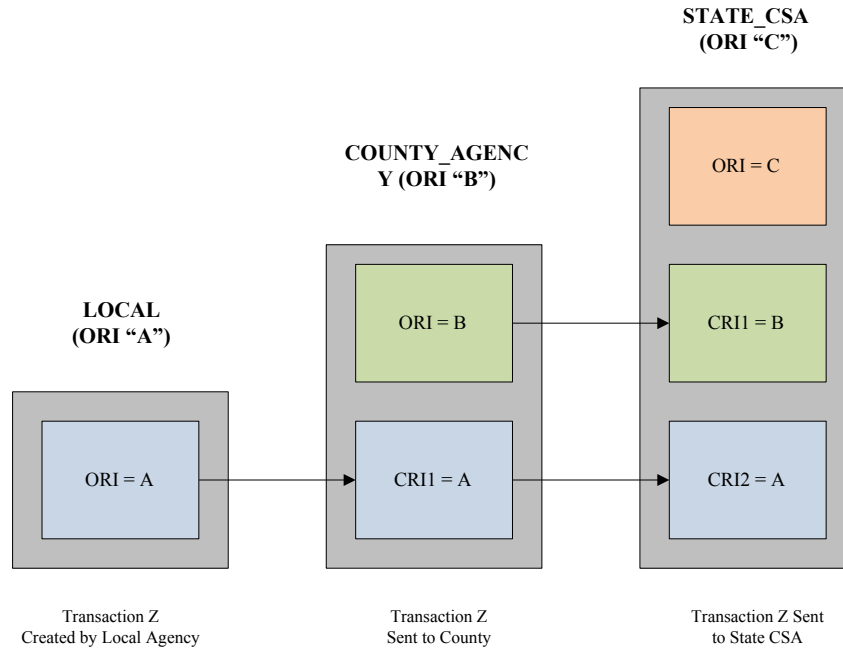 STATE_CSA
(ORI “C”)
ORI = C
COUNTY_AGENC
Y (ORI “B”)
ORI = B
CRI1 = B
LOCAL
(ORI “A”)
ORI = A
CRI1 = A
CRI2 = A
Transaction Z
Created by Local Agency
Transaction Z
Sent to County
Transaction Z Sent
to State CSA